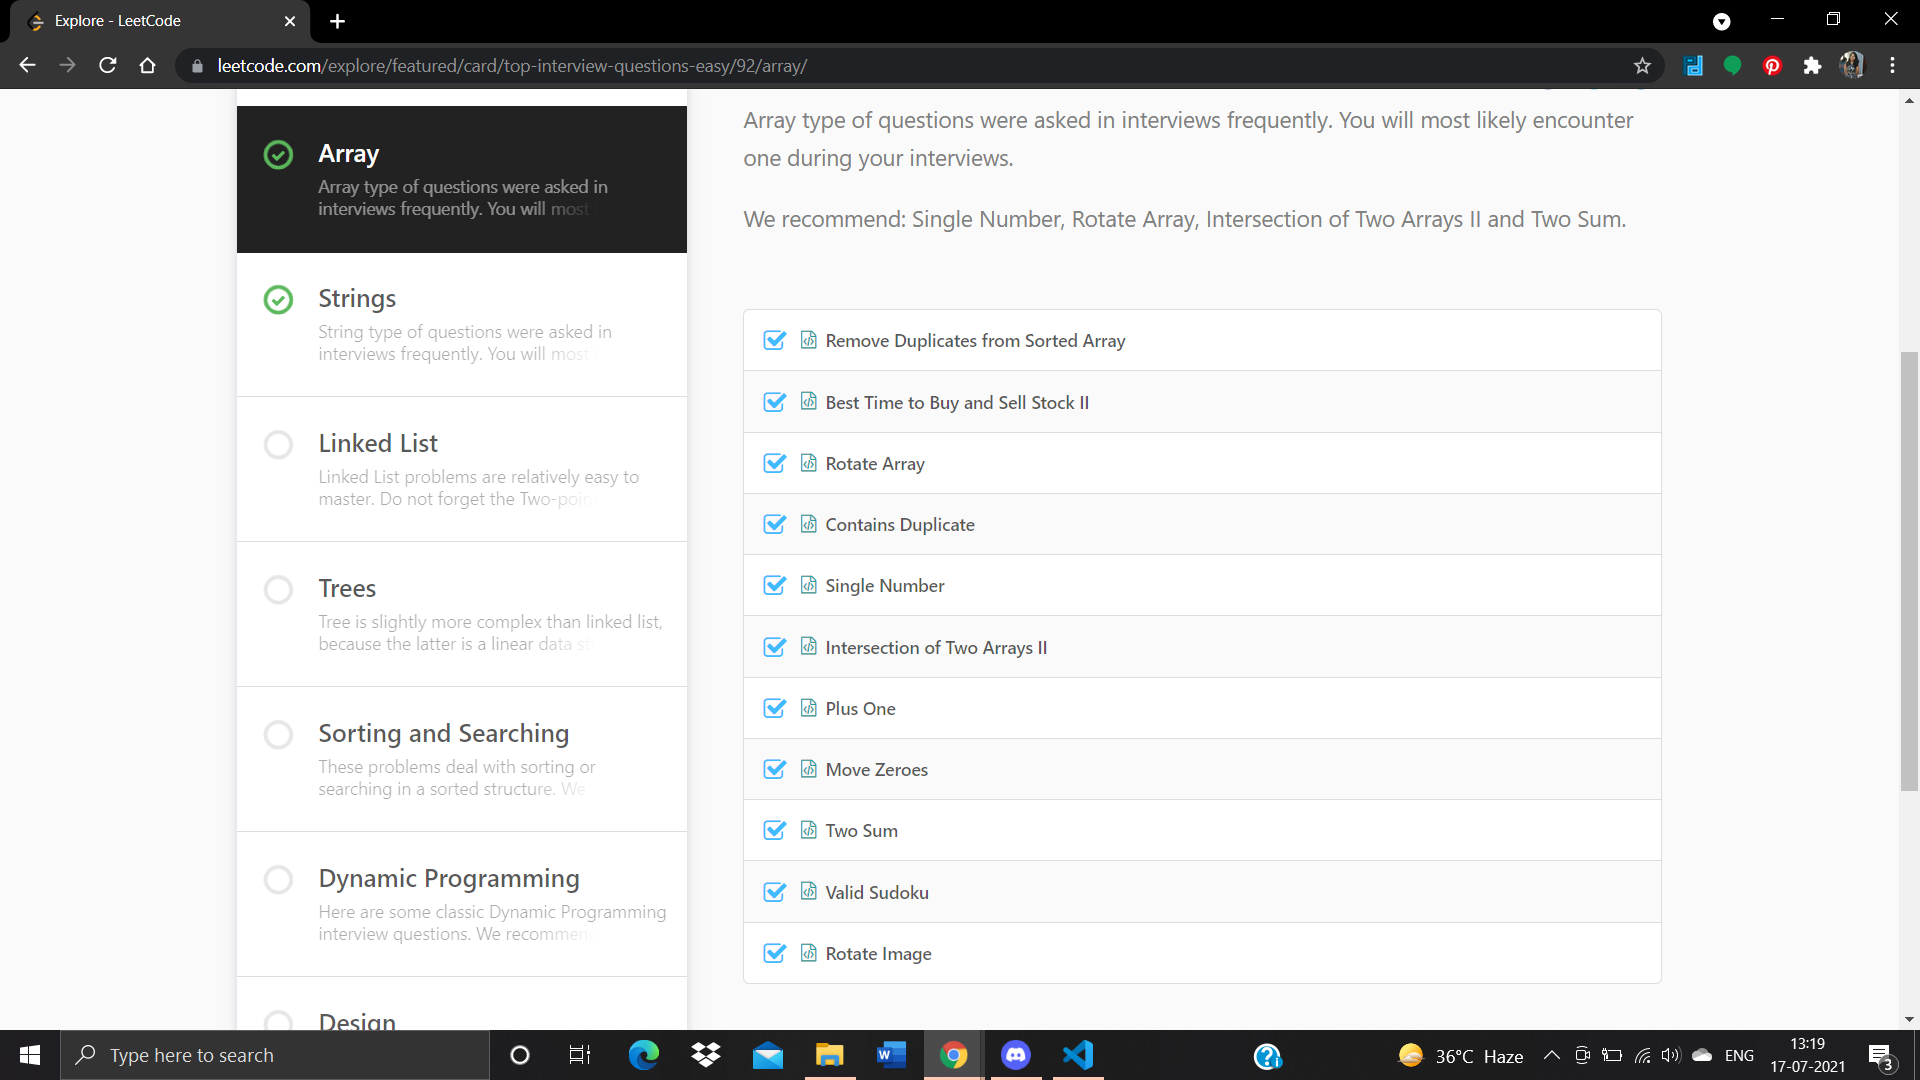 Explore - LeetCode
leetcode.com/explore/featured/card/top-interview-questions-easy/92/array/
Array
Array type of questions were asked in
interviews frequently. You will most
Strings
String type of questions were asked in
interviews frequently. You will most
Linked List
Linked List problems are relatively easy to
master. Do not forget the Two-poin
Trees
Tree is slightly more complex than linked list,
because the latter is a linear data st
Sorting and Searching
These problems deal with sorting or
searching in a sorted structure. We
Dynamic Programming
Here are some classic Dynamic Programming
interview questions. We recommen
Design
Array type of questions were asked in interviews frequently. You will most likely encounter
one during your interviews.
We recommend: Single Number, Rotate Array, Intersection of Two Arrays II and Two Sum.
Remove Duplicates from Sorted Array
Best Time to Buy and Sell Stock II
Rotate Array
Contains Duplicate
Single Number
Intersection of Two Arrays II
Plus One
Move Zeroes
Two Sum
Valid Sudoku
Rotate Image
Type here to search
36°C Haze
ENG
13:19
17-07-2021
3